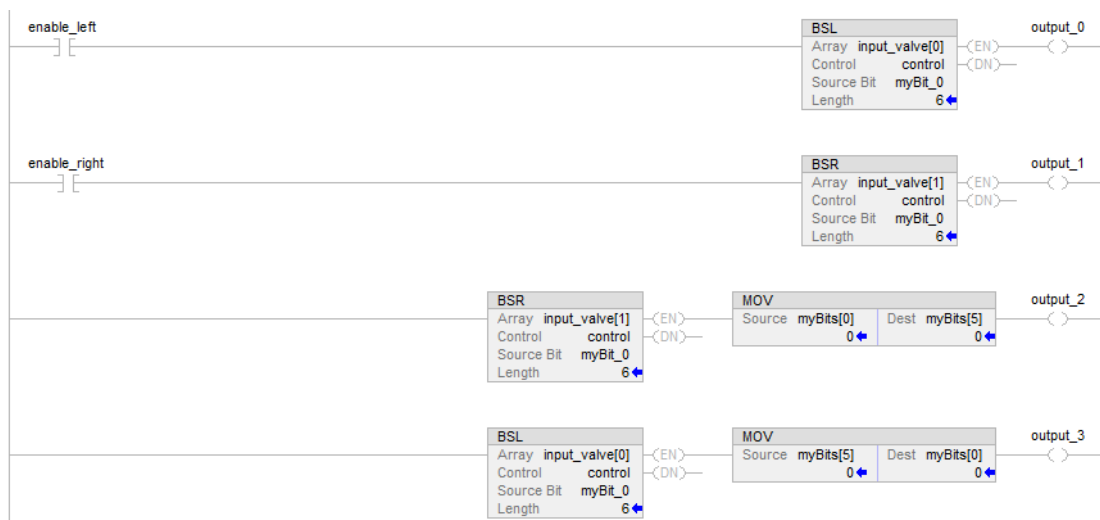 enable_left
BSL
output_0
Array input_valve[0] (EN)
Control control (DN)
Source Bit myBit_0
Length 6
enable_right
BSR
output_1
Array input_valve[1] (EN)
Control control (DN)
Source Bit myBit_0
Length 6
BSR
MOV
output_2
Array input_valve[1] (EN)
Source myBits[0] Dest myBits[5]
Control control (DN)
0 0
Source Bit myBit_0
Length 6
BSL
MOV
output_3
Array input_valve[0] (EN)
Source myBits[5] Dest myBits[0]
Control control (DN)
0 0
Source Bit myBit_0
Length 6